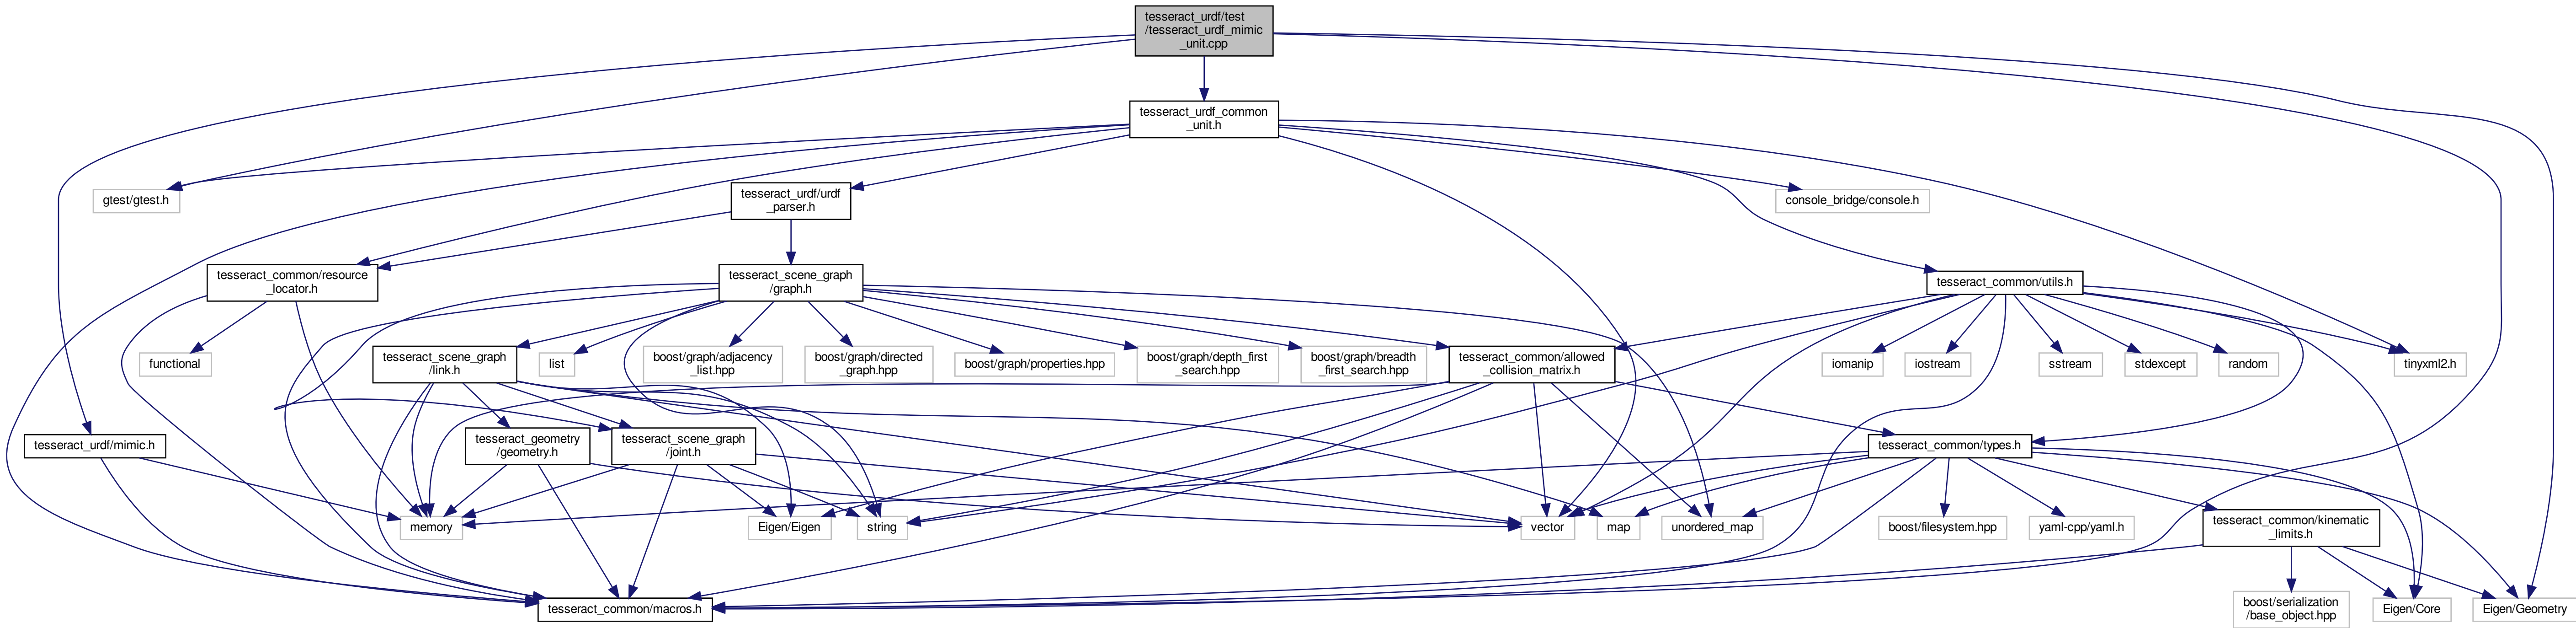 tesseract_urdf/test
/tesseract_urdf_mimic
_unit.cpp
tesseract_urdf_common
_unit.h
gtest/gtest.h
tesseract_urdf/urdf
_parser.h
console_bridge/console.h
tesseract_common/resource
_locator.h
tesseract_scene_graph
/graph.h
tesseract_common/utils.h
functional
tesseract_scene_graph
/link.h
list
boost/graph/adjacency
_list.hpp
boost/graph/directed
_graph.hpp
boost/graph/properties.hpp
boost/graph/depth_first
_search.hpp
boost/graph/breadth
_first_search.hpp
tesseract_common/allowed
_collision_matrix.h
iomanip
iostream
sstream
stdexcept
random
tinyxml2.h
tesseract_urdf/mimic.h
tesseract_geometry
/geometry.h
tesseract_scene_graph
/joint.h
tesseract_common/types.h
memory
Eigen/Eigen
string
vector
map
unordered_map
boost/filesystem.hpp
yaml-cpp/yaml.h
tesseract_common/kinematic
_limits.h
tesseract_common/macros.h
boost/serialization
/base_object.hpp
Eigen/Core
Eigen/Geometry